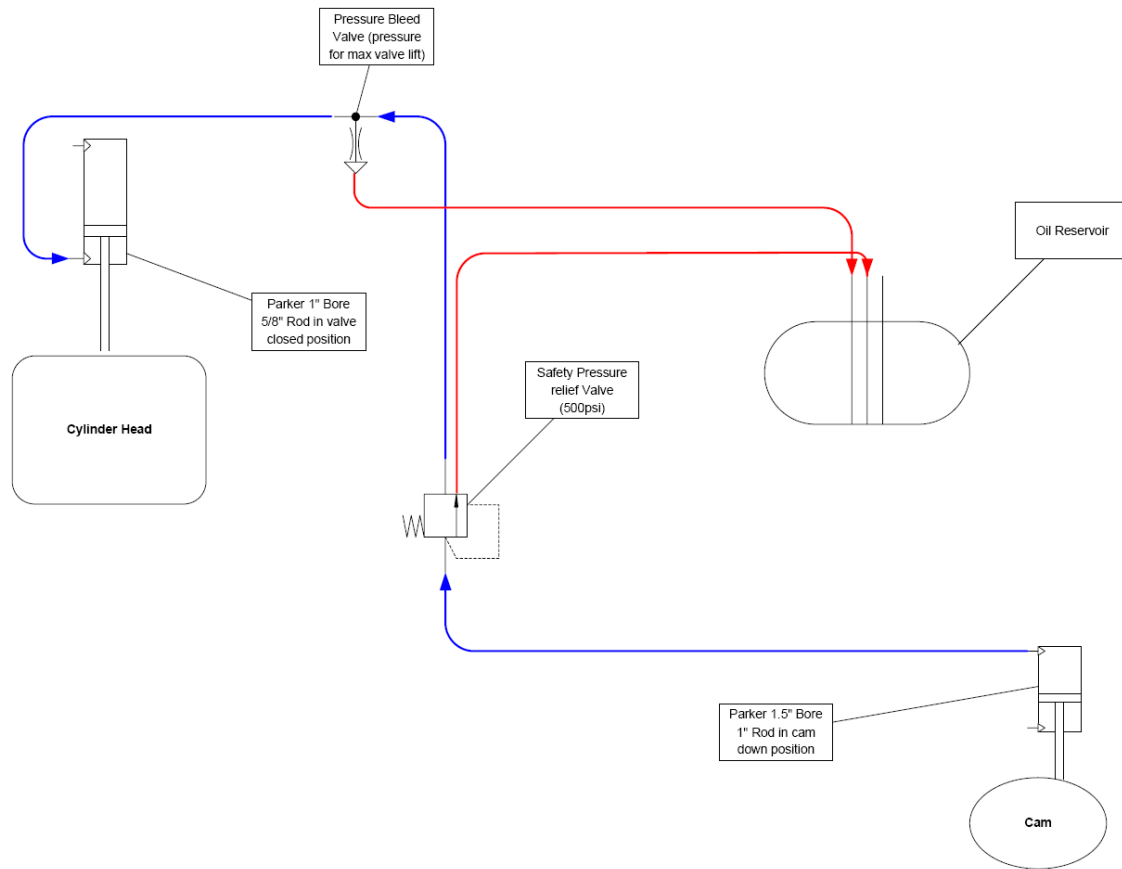 Pressure Bleed
Valve (pressure
for max valve lift)
Oil Reservoir
Parker 1" Bore
5/8" Rod in valve
closed position
Safety Pressure
relief Valve
(500psi)
Cylinder Head
Parker 1.5" Bore
1" Rod in cam
down position
Cam